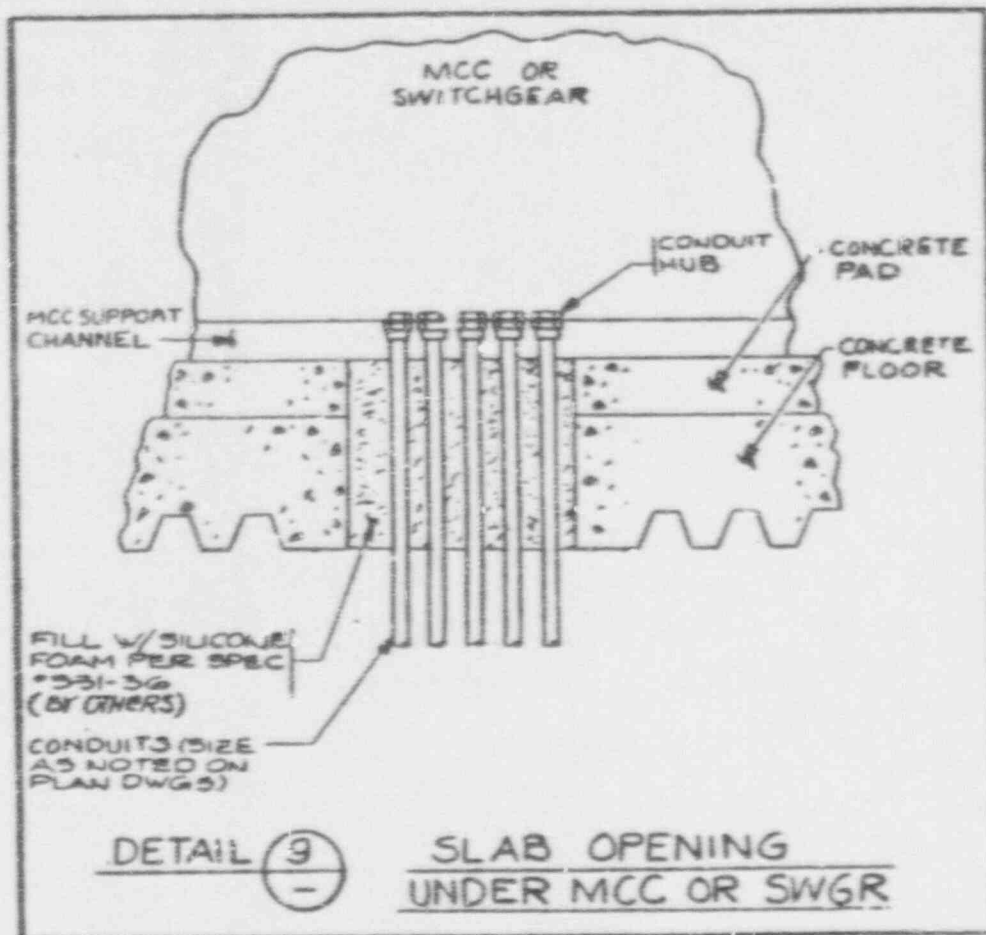 MCC OR
SWITCHGEAR
CONDUIT
HUB
CONCRETE
PAD
MCC SUPPORT
CHANNEL
CONCRETE
FLOOR
FILL W/ SILICONE
FOAM PER SPEC
(BY OTHERS)
CONDUITS (SIZE
AS NOTED ON
PLAN DWGS)
DETAIL 9
-
SLAB OPENING
UNDER MCC OR SWGR